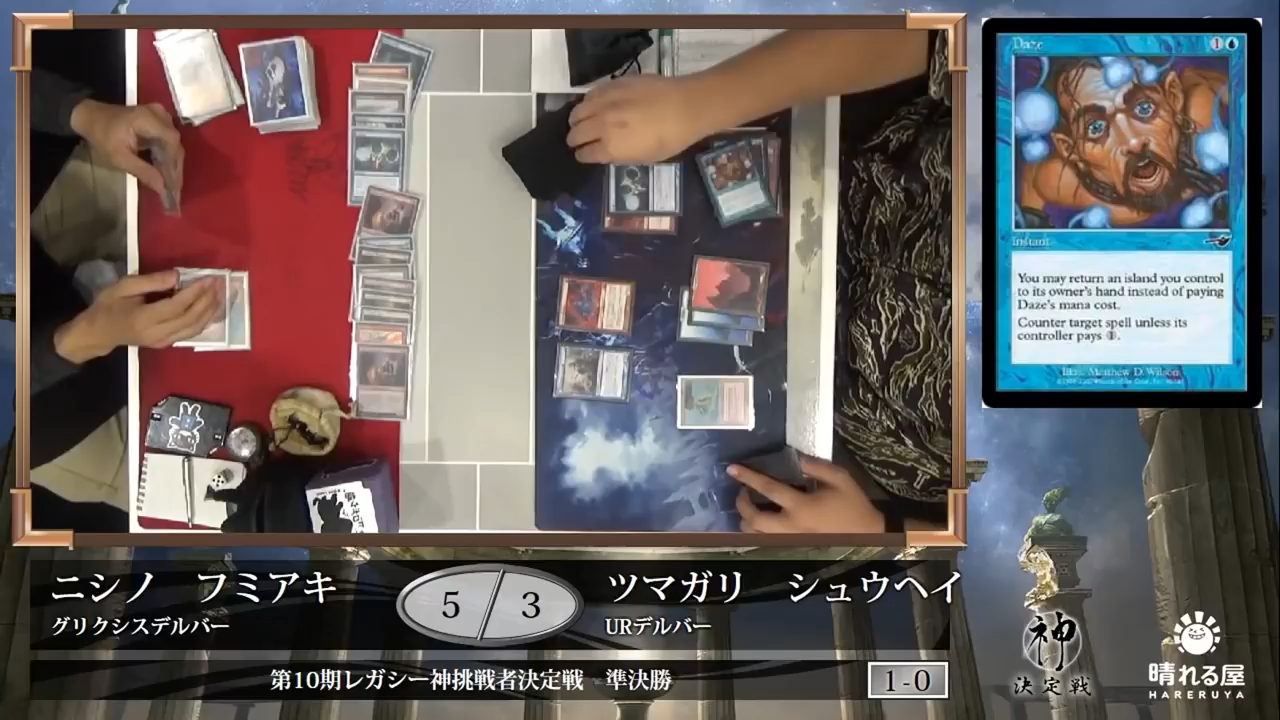 Daze
1
Instant
You may return an island you control
to its owner's hand instead of paying
Daze's mana cost.
Counter target spell unless its
controller pays 1.
Illus. Matthew D. Wilson
ニシノ フミアキ
グリクシスデルバー
5
3
ツマガリ シュウヘイ
URデルバー
第10期レガシー神挑戦者決定戦 準決勝
1-0
神
決定戦
晴れる屋
HARERUYA